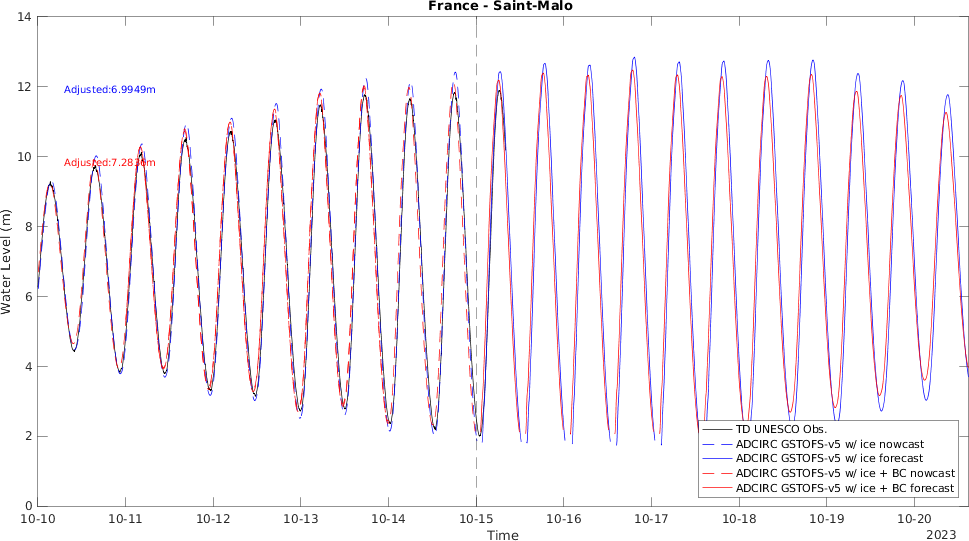 France - Saint-Malo
14
12
10
8
6
4
2
0
Water Level (m)
Adjusted:6.9949m
TD UNESCO Obs.
ADCIRC GSTOFS-v5 w/ ice nowcast
ADCIRC GSTOFS-v5 w/ ice forecast
ADCIRC GSTOFS-v5 w/ ice + BC nowcast
ADCIRC GSTOFS-v5 w/ ice + BC forecast
10-10
10-11
10-12
10-13
10-14
10-15
10-16
10-17
10-18
10-19
10-20
Time
2023